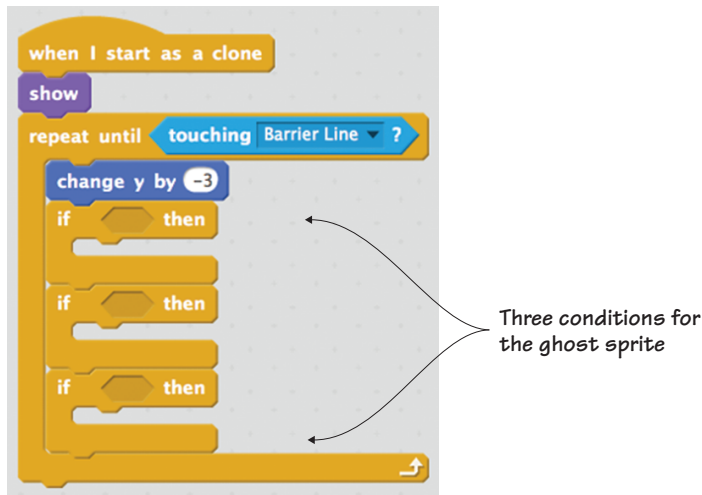 when I start as a clone
show
repeat until touching Barrier Line ?
change y by -3
if then
if then
if then
Three conditions for
the ghost sprite